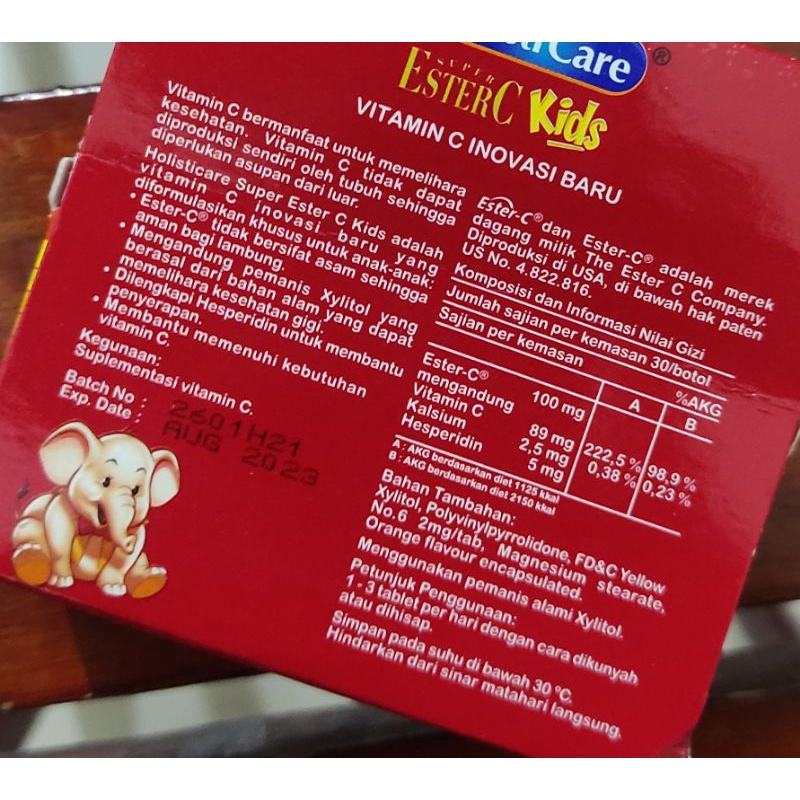 Care®
SUPER
ESTERC Kids
VITAMIN C INOVASI BARU
Vitamin C bermanfaat untuk memelihara
kesehatan. Vitamin C tidak dapat
diproduksi sendiri oleh tubuh sehingga
diperlukan asupan dari luar.
Holisticare Super Ester C Kids adalah
vitamin C inovasi baru yang
diformulasikan khusus untuk anak-anak:
• Ester-C® tidak bersifat asam sehingga
aman bagi lambung.
• Mengandung pemanis Xylitol yang
berasal dari bahan alam yang dapat
memelihara kesehatan gigi.
• Dilengkapi Hesperidin untuk membantu
penyerapan.
• Membantu memenuhi kebutuhan
vitamin C.
Kegunaan:
Suplementasi vitamin C.
Batch No : 2601H21
Exp. Date : AUG 2023
Ester-C® dan Ester-C® adalah merek
dagang milik The Ester C Company.
Diproduksi di USA, di bawah hak paten
US No. 4,822.816.
Komposisi dan Informasi Nilai Gizi
Jumlah sajian per kemasan 30/botol
Sajian per kemasan %AKG
A B
Ester-C® 100 mg
mengandung
Vitamin C 89 mg 222,5 % 98,9 %
Kalsium 2,5 mg 0,38 % 0,23 %
Hesperidin 5 mg
A : AKG berdasarkan diet 1125 kkal
B : AKG berdasarkan diet 2150 kkal
Bahan Tambahan:
Xylitol, Polyvinylpyrrolidone, FD&C Yellow
No.6 2mg/tab, Magnesium stearate,
Orange flavour encapsulated.
Menggunakan pemanis alami Xylitol.
Petunjuk Penggunaan:
1 - 3 tablet per hari dengan cara dikunyah
atau dihisap.
Simpan pada suhu di bawah 30 °C.
Hindarkan dari sinar matahari langsung.